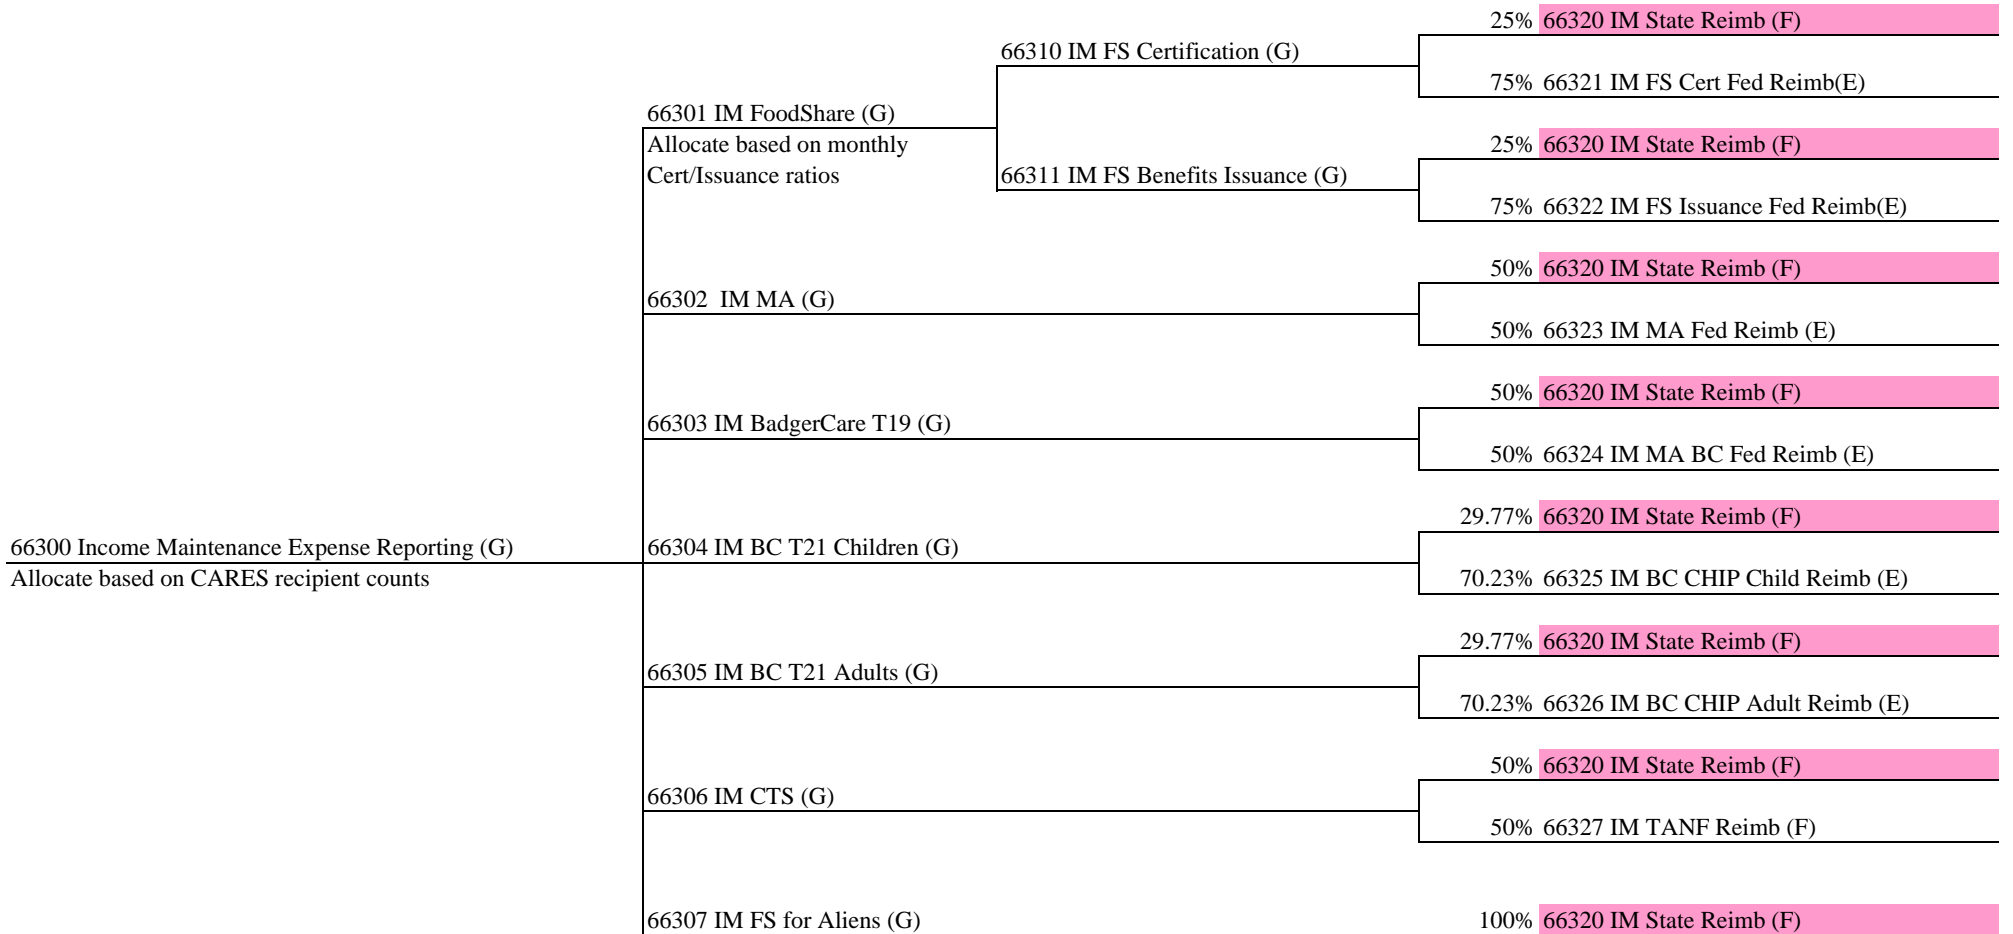 25% 66320 IM State Reimb (F)
66310 IM FS Certification (G)
75% 66321 IM FS Cert Fed Reimb(E)
66301 IM FoodShare (G)
Allocate based on monthly
Cert/Issuance ratios
25% 66320 IM State Reimb (F)
66311 IM FS Benefits Issuance (G)
75% 66322 IM FS Issuance Fed Reimb(E)
50% 66320 IM State Reimb (F)
66302 IM MA (G)
50% 66323 IM MA Fed Reimb (E)
50% 66320 IM State Reimb (F)
66303 IM BadgerCare T19 (G)
50% 66324 IM MA BC Fed Reimb (E)
29.77% 66320 IM State Reimb (F)
66300 Income Maintenance Expense Reporting (G)
Allocate based on CARES recipient counts
66304 IM BC T21 Children (G)
70.23% 66325 IM BC CHIP Child Reimb (E)
29.77% 66320 IM State Reimb (F)
66305 IM BC T21 Adults (G)
70.23% 66326 IM BC CHIP Adult Reimb (E)
50% 66320 IM State Reimb (F)
66306 IM CTS (G)
50% 66327 IM TANF Reimb (F)
66307 IM FS for Aliens (G)
100% 66320 IM State Reimb (F)